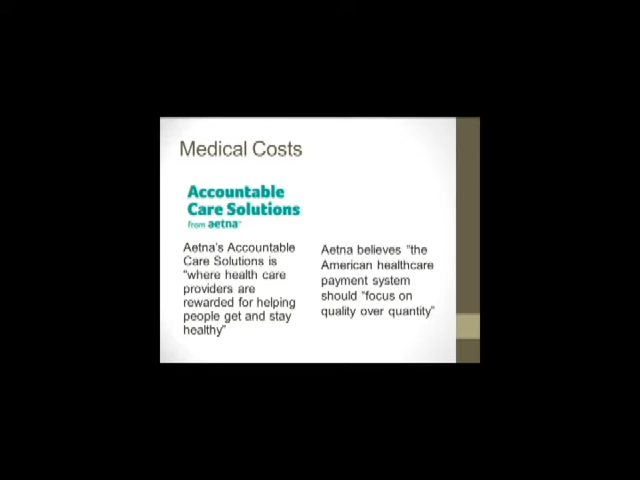 Medical Costs
Accountable
Care Solutions
from aetna™
Aetna's Accountable
Care Solutions is
“where health care
providers are
rewarded for helping
people get and stay
healthy”
Aetna believes “the
American healthcare
payment system
should “focus on
quality over quantity”